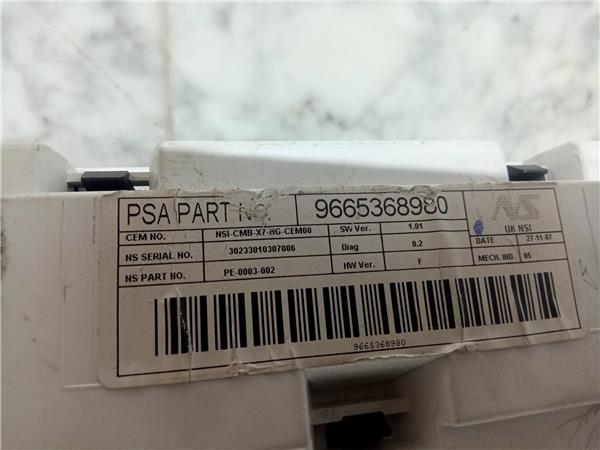 PSA PART NO. 9665368980 NS
CEM NO. NSI-CMB-X7-HG-CEM00 SW Ver. 1.01 UK NSI
NS SERIAL NO. 30233010307006 Diag 0.2 DATE 27-11-07
NS PART NO. PE-0003-002 HW Ver. F MECH. IND 05
9665368980